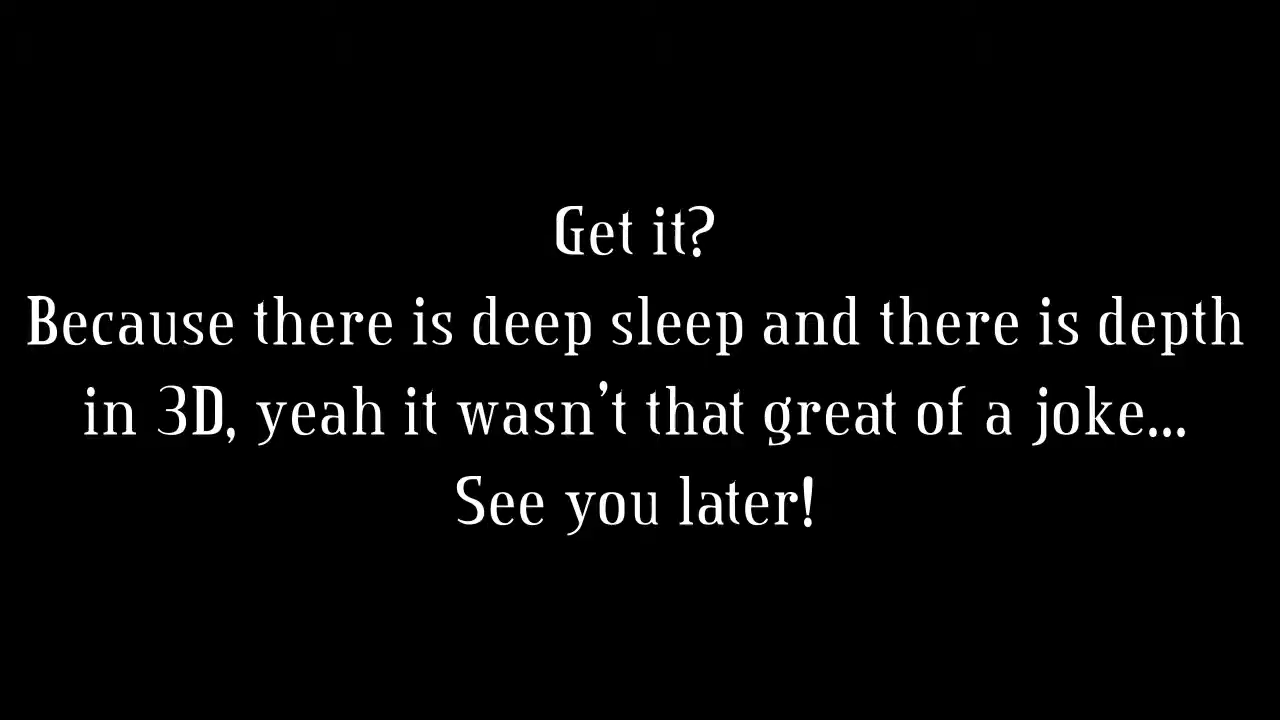 Get it?
Because there is deep sleep and there is depth
in 3D, yeah it wasn't that great of a joke...
See you later!